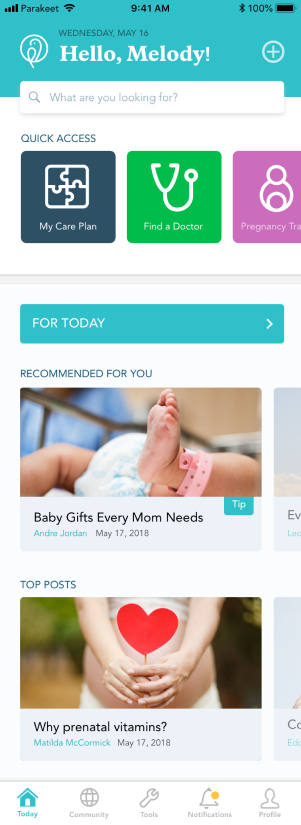 Parakeet 9:41 AM 100%
WEDNESDAY, MAY 16
Hello, Melody!
What are you looking for?
QUICK ACCESS
My Care Plan
Find a Doctor
Pregnancy Tra
FOR TODAY
RECOMMENDED FOR YOU
Tip
Baby Gifts Every Mom Needs
Andre Jordan May 17, 2018
Ev
Leo
TOP POSTS
Why prenatal vitamins?
Matilda McCormick May 17, 2018
Co
Edd
Today
Community
Tools
Notifications
Profile